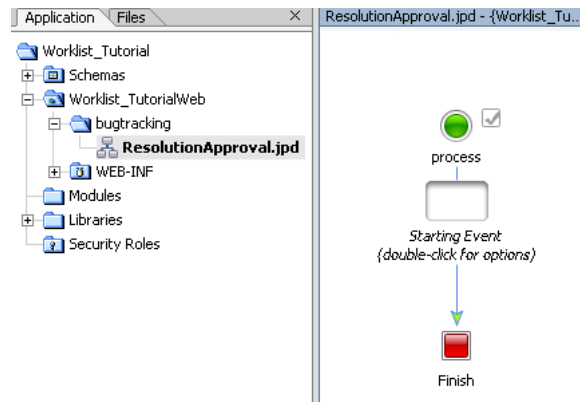 Application
Files
ResolutionApproval.jpd - {Worklist_Tu...
Worklist_Tutorial
Schemas
Worklist_TutorialWeb
bugtracking
ResolutionApproval.jpd
WEB-INF
Modules
Libraries
Security Roles
process
Starting Event
(double-click for options)
Finish